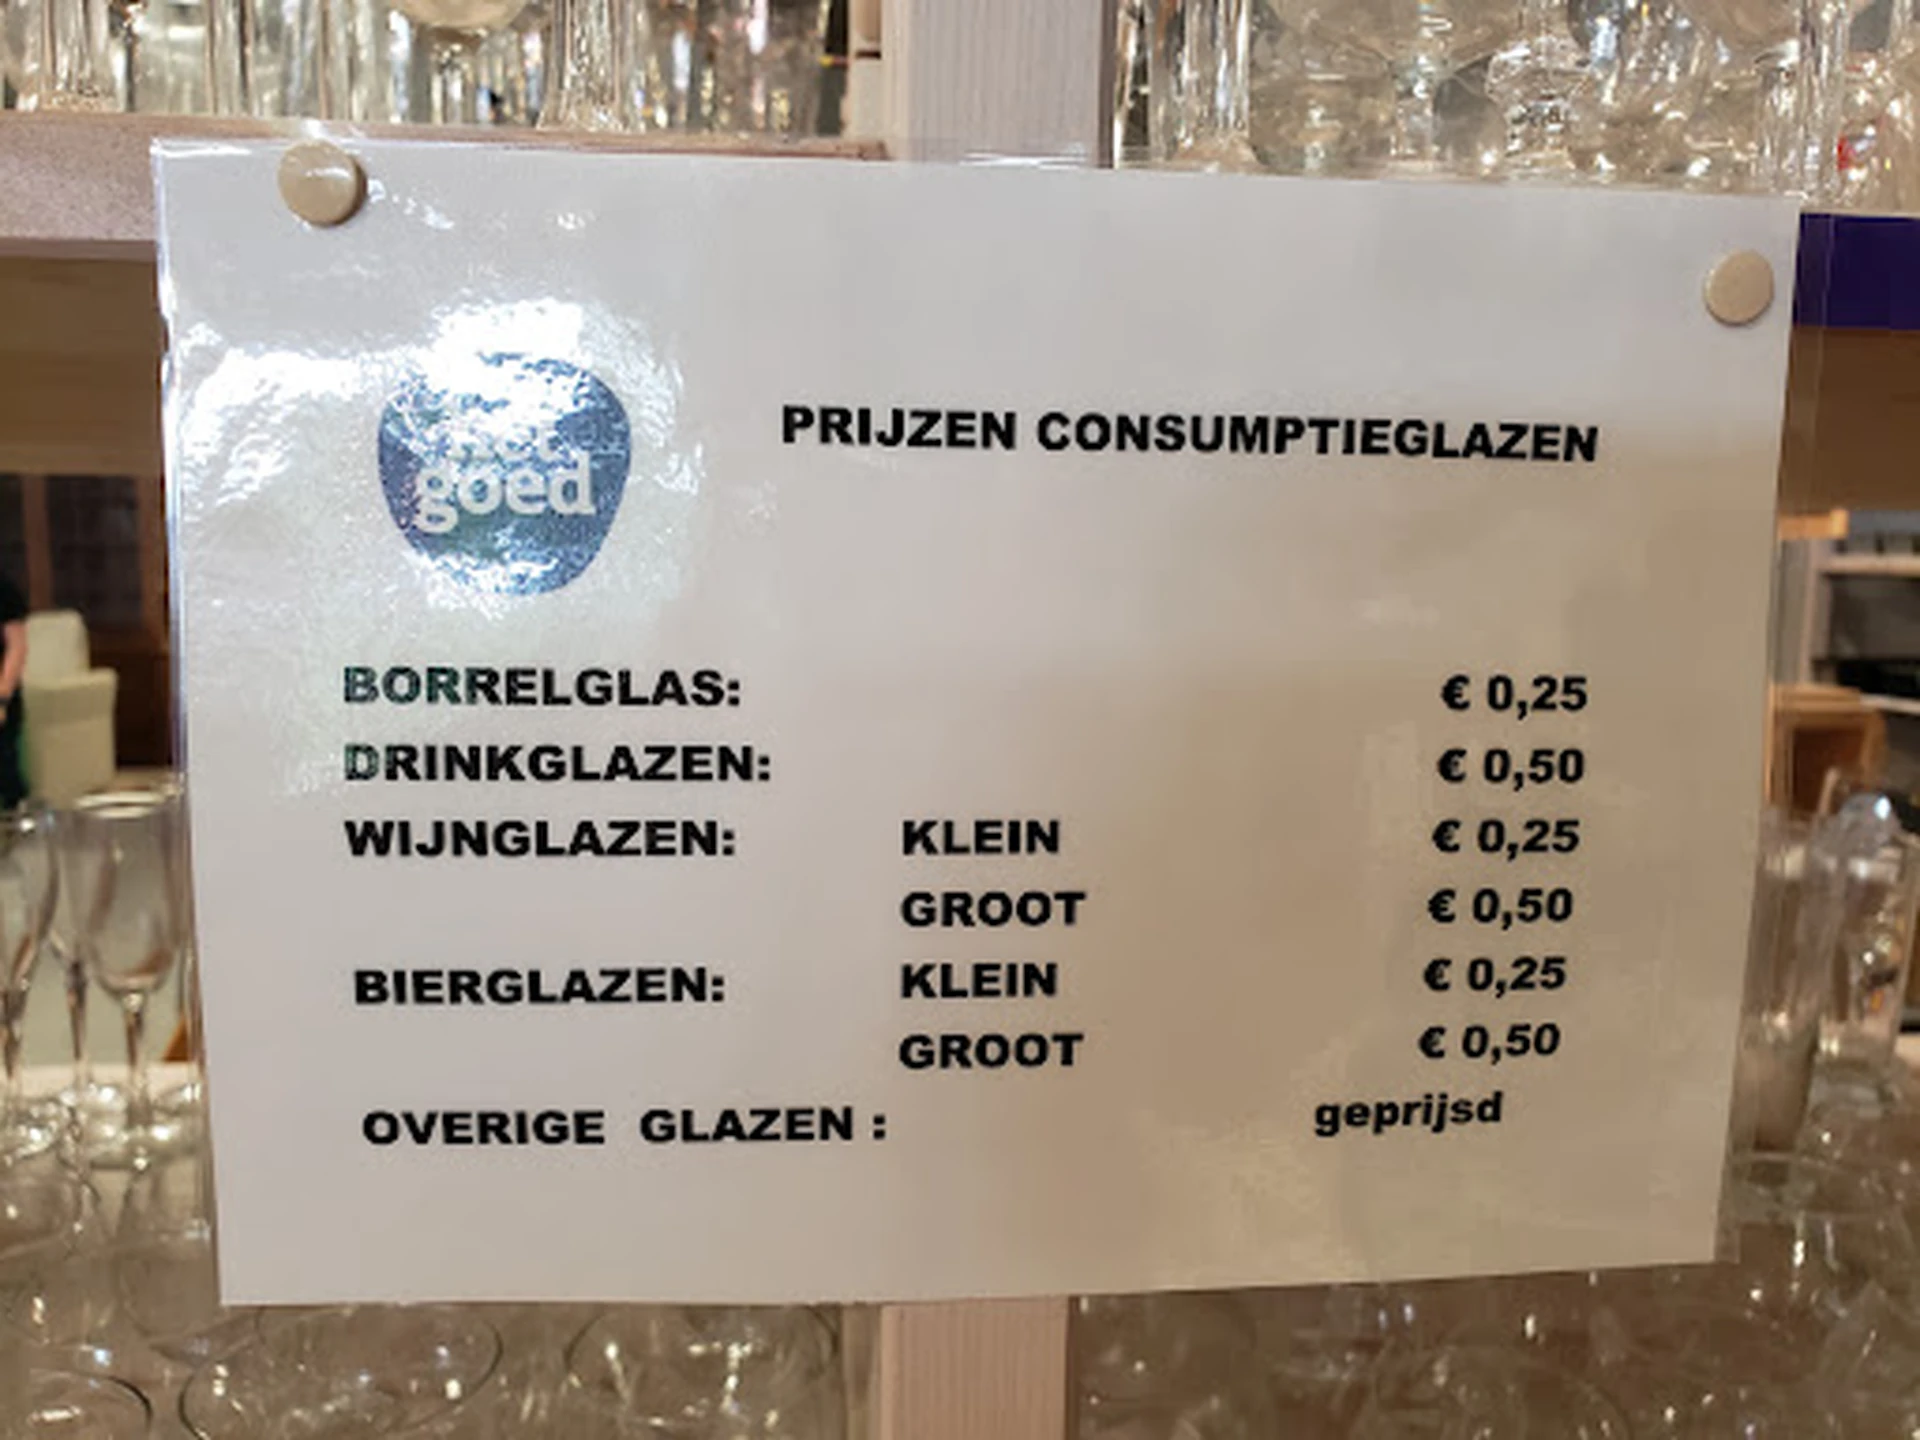 het
goed
PRIJZEN CONSUMPTIEGLAZEN
BORRELGLAS: € 0,25
DRINKGLAZEN: € 0,50
WIJNGLAZEN: KLEIN € 0,25
GROOT € 0,50
BIERGLAZEN: KLEIN € 0,25
GROOT € 0,50
OVERIGE GLAZEN : geprijsd